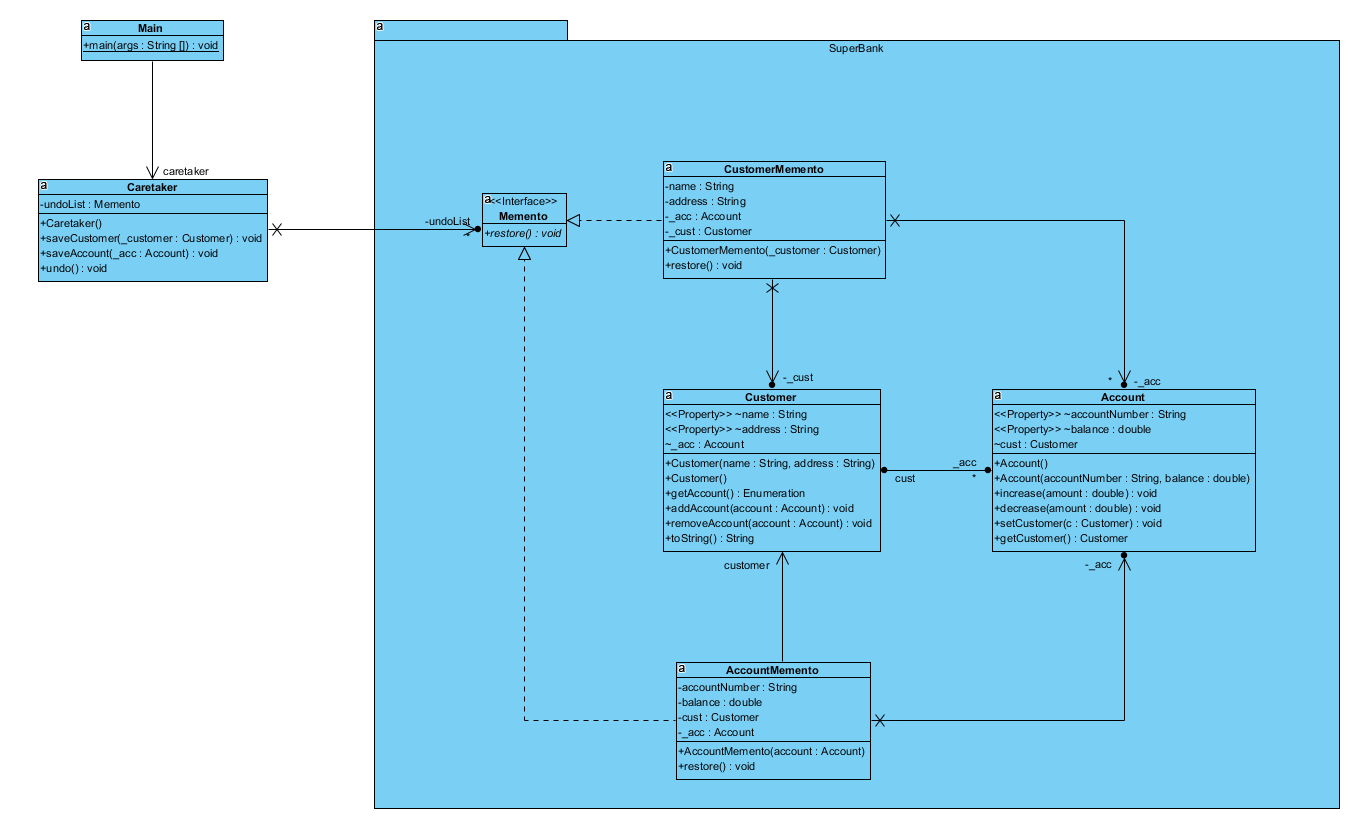 a
Main
+main(args : String []) : void
caretaker
a
Caretaker
-undoList : Memento
+Caretaker()
+saveCustomer(_customer : Customer) : void
+saveAccount(_acc : Account) : void
+undo() : void
-undoList
*
a
SuperBank
a
<<Interface>>
Memento
+restore() : void
a
CustomerMemento
-name : String
-address : String
-_acc : Account
-_cust : Customer
+CustomerMemento(_customer : Customer)
+restore() : void
-_cust
* -_acc
a
Customer
<<Property>> ~name : String
<<Property>> ~address : String
~_acc : Account
+Customer(name : String, address : String)
+Customer()
+getAccount() : Enumeration
+addAccount(account : Account) : void
+removeAccount(account : Account) : void
+toString() : String
_acc
cust *
a
Account
<<Property>> ~accountNumber : String
<<Property>> ~balance : double
~cust : Customer
+Account()
+Account(accountNumber : String, balance : double)
+increase(amount : double) : void
+decrease(amount : double) : void
+setCustomer(c : Customer) : void
+getCustomer() : Customer
customer
-_acc
a
AccountMemento
-accountNumber : String
-balance : double
-cust : Customer
-_acc : Account
+AccountMemento(account : Account)
+restore() : void